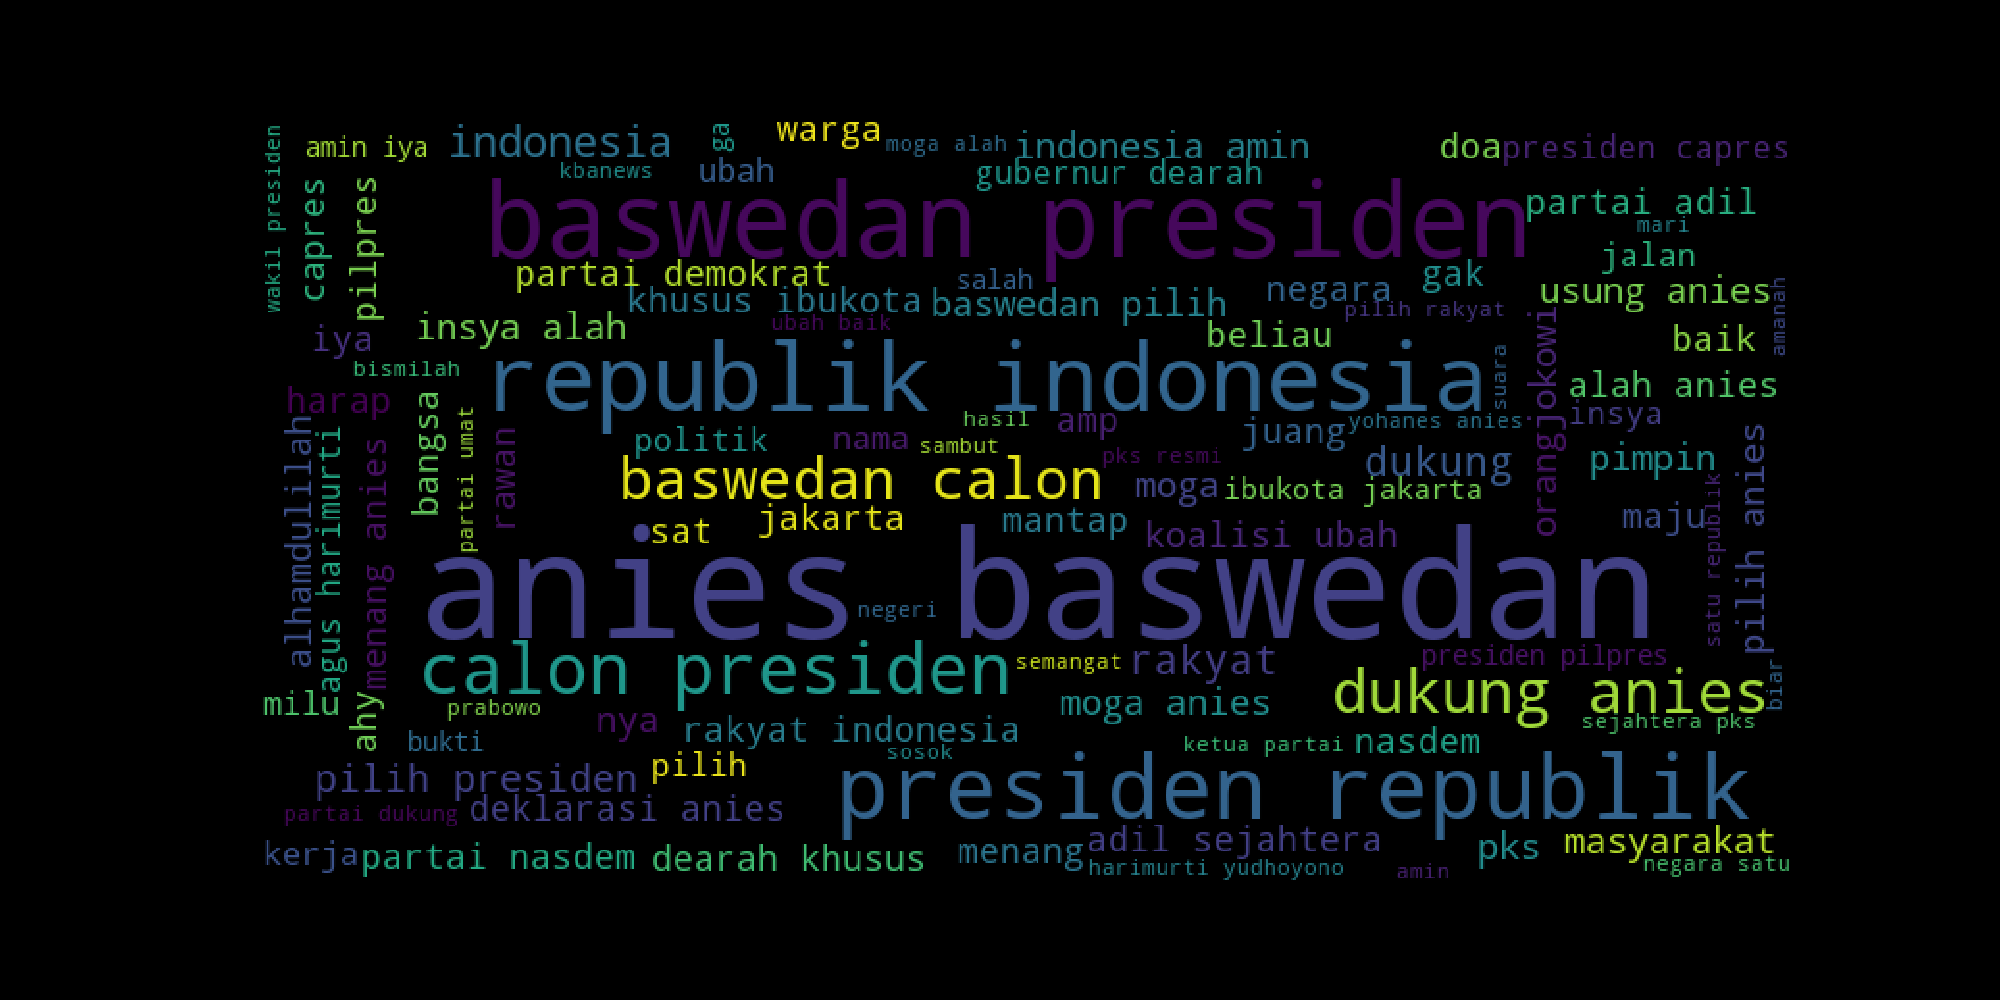 wakil presiden
amin iya
indonesia
ga
warga
moga alah
indonesia amin
doa
presiden capres
kbanews
ubah
gubernur dearah
capres
pilpres
baswedan presiden
partai adil
mari
jalan
partai demokrat
salah
gak
khusus ibukota
baswedan pilih
negara
usung anies
amanah
pilih rakyat
iya
insya alah
ubah baik
beliau
baik
orang
jokowi
republik indonesia
suara
bismilah
alah anies
harap
bangsa
partai umat
hasil
amp
juang
yohanes anies
insya
alhamdulilah
agus harimurti
menang anies
rawan
politik
nama
sambut
pks resmi
dukung
pimpin
pilih anies
baswedan calon
moga
ibukota jakarta
satu republik
sat
jakarta
mantap
koalisi ubah
maju
anies baswedan
negeri
calon presiden
semangat
rakyat
presiden pilpres
biar
milu
ahy
prabowo
nya
moga anies
dukung anies
sejahtera pks
bukti
rakyat indonesia
sosok
ketua partai
nasdem
pilih presiden
pilih
presiden republik
partai dukung
deklarasi anies
kerja
partai nasdem
dearah khusus
menang
adil sejahtera
harimurti yudhoyono
amin
pks
masyarakat
negara satu